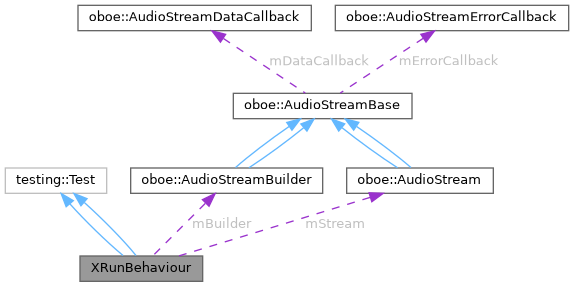 oboe::AudioStreamDataCallback
oboe::AudioStreamErrorCallback
mDataCallback
mErrorCallback
oboe::AudioStreamBase
testing::Test
oboe::AudioStreamBuilder
oboe::AudioStream
mBuilder
mStream
XRunBehaviour